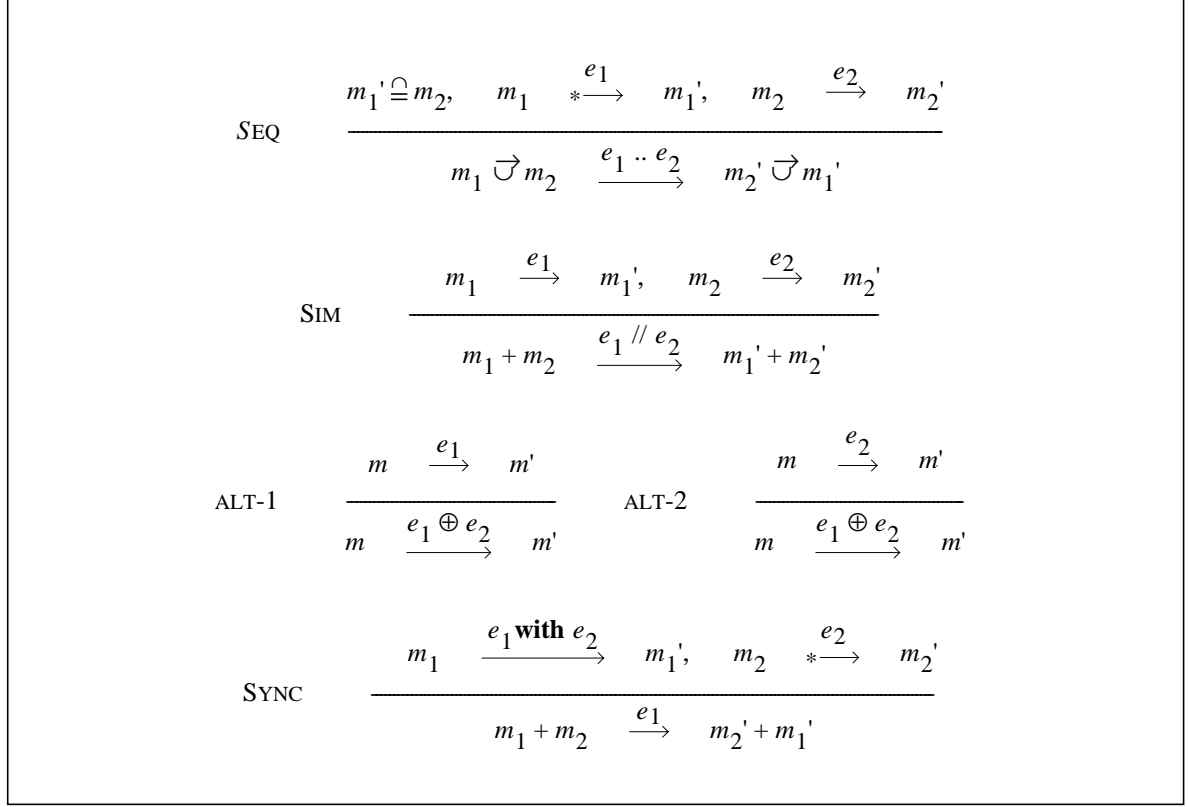 m₁' ⩀ m₂, m₁ *⟶ e₁ m₁', m₂ ⟶ e₂ m₂'
SEQ
m₁ ⨃⃗ m₂ ⟶ e₁ .. e₂ m₂' ⨃⃗ m₁'
m₁ ⟶ e₁ m₁', m₂ ⟶ e₂ m₂'
SIM
m₁ + m₂ ⟶ e₁ // e₂ m₁' + m₂'
m ⟶ e₁ m' m ⟶ e₂ m'
ALT-1 ALT-2
m ⟶ e₁ ⊕ e₂ m' m ⟶ e₁ ⊕ e₂ m'
m₁ ⟶ e₁ with e₂ m₁', m₂ *⟶ e₂ m₂'
SYNC
m₁ + m₂ ⟶ e₁ m₂' + m₁'